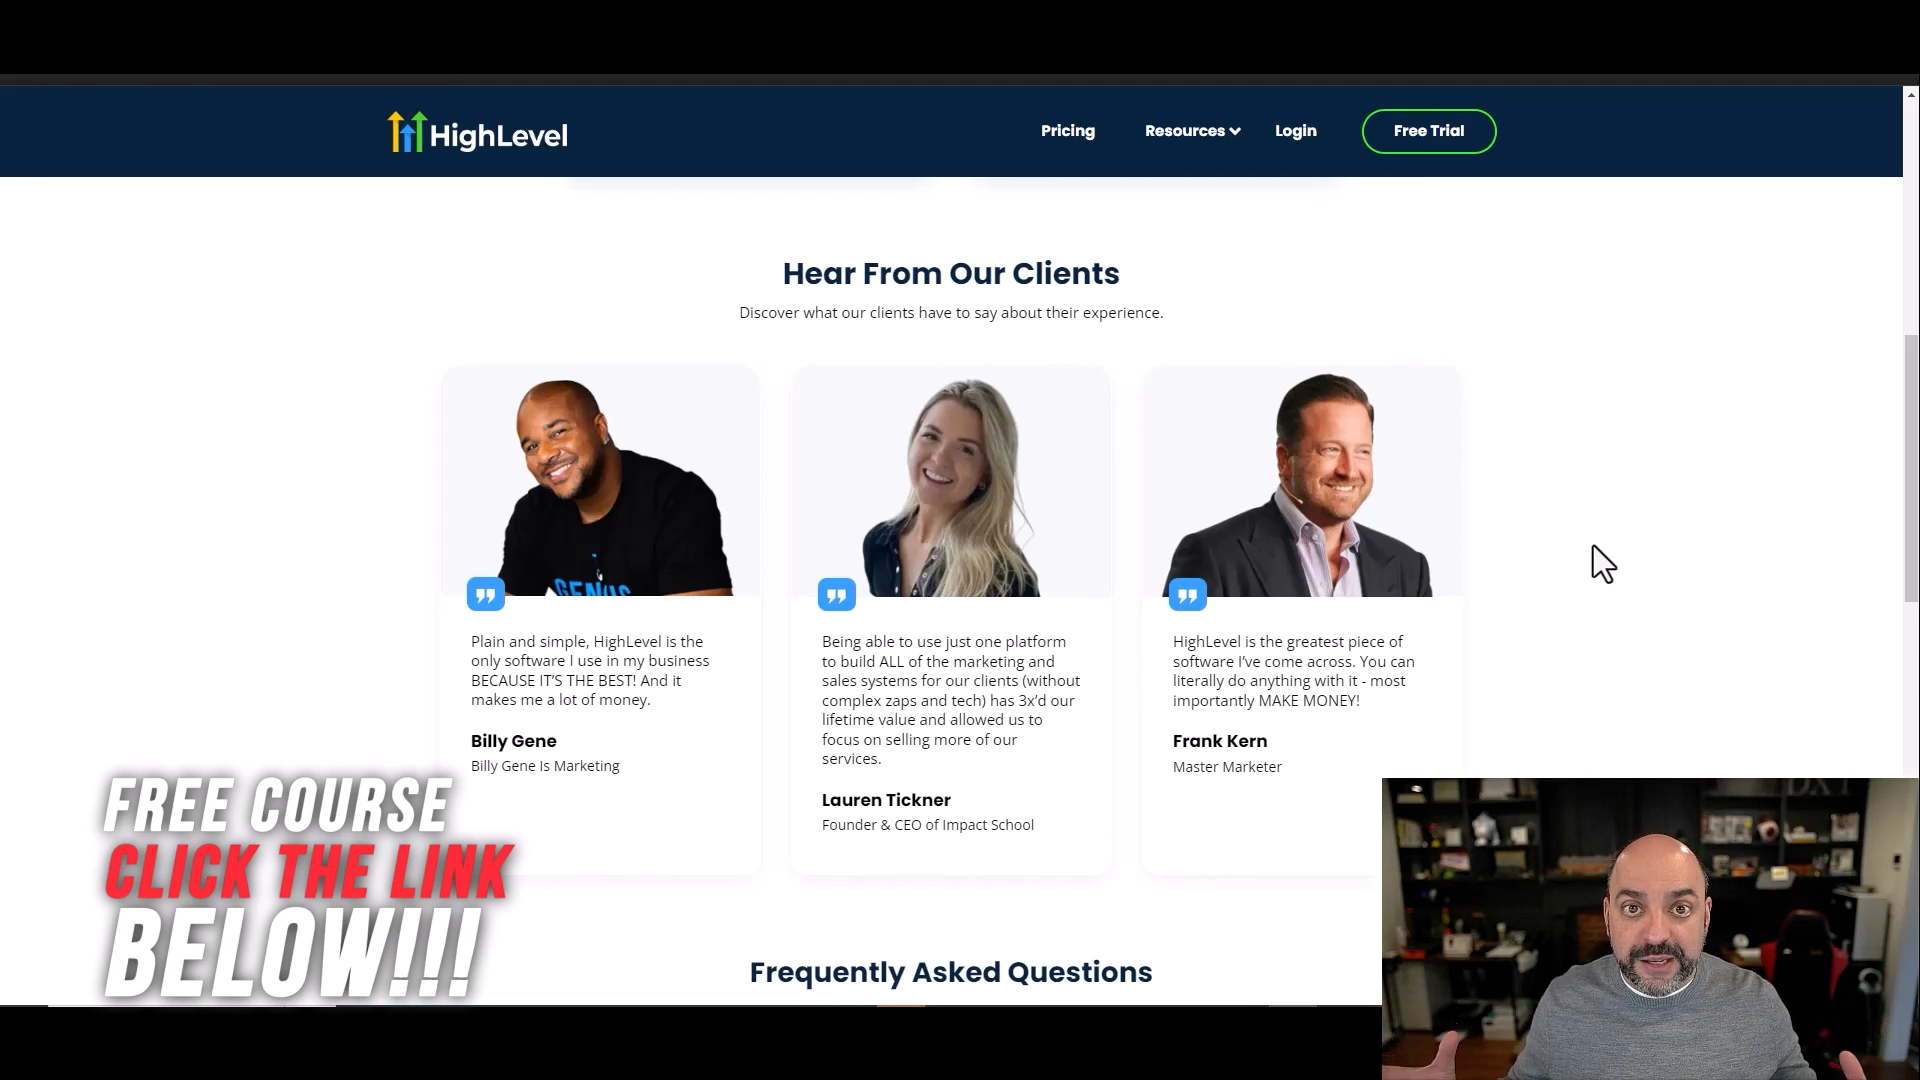 HighLevel
Pricing
Resources
Login
Free Trial
Hear From Our Clients
Discover what our clients have to say about their experience.
GENIUS
Plain and simple, HighLevel is the
only software I use in my business
BECAUSE IT'S THE BEST! And it
makes me a lot of money.
Billy Gene
Billy Gene Is Marketing
Being able to use just one platform
to build ALL of the marketing and
sales systems for our clients (without
complex zaps and tech) has 3x'd our
lifetime value and allowed us to
focus on selling more of our
services.
Lauren Tickner
Founder & CEO of Impact School
HighLevel is the greatest piece of
software I've come across. You can
literally do anything with it - most
importantly MAKE MONEY!
Frank Kern
Master Marketer
FREE COURSE
CLICK THE LINK
BELOW!!!
Frequently Asked Questions